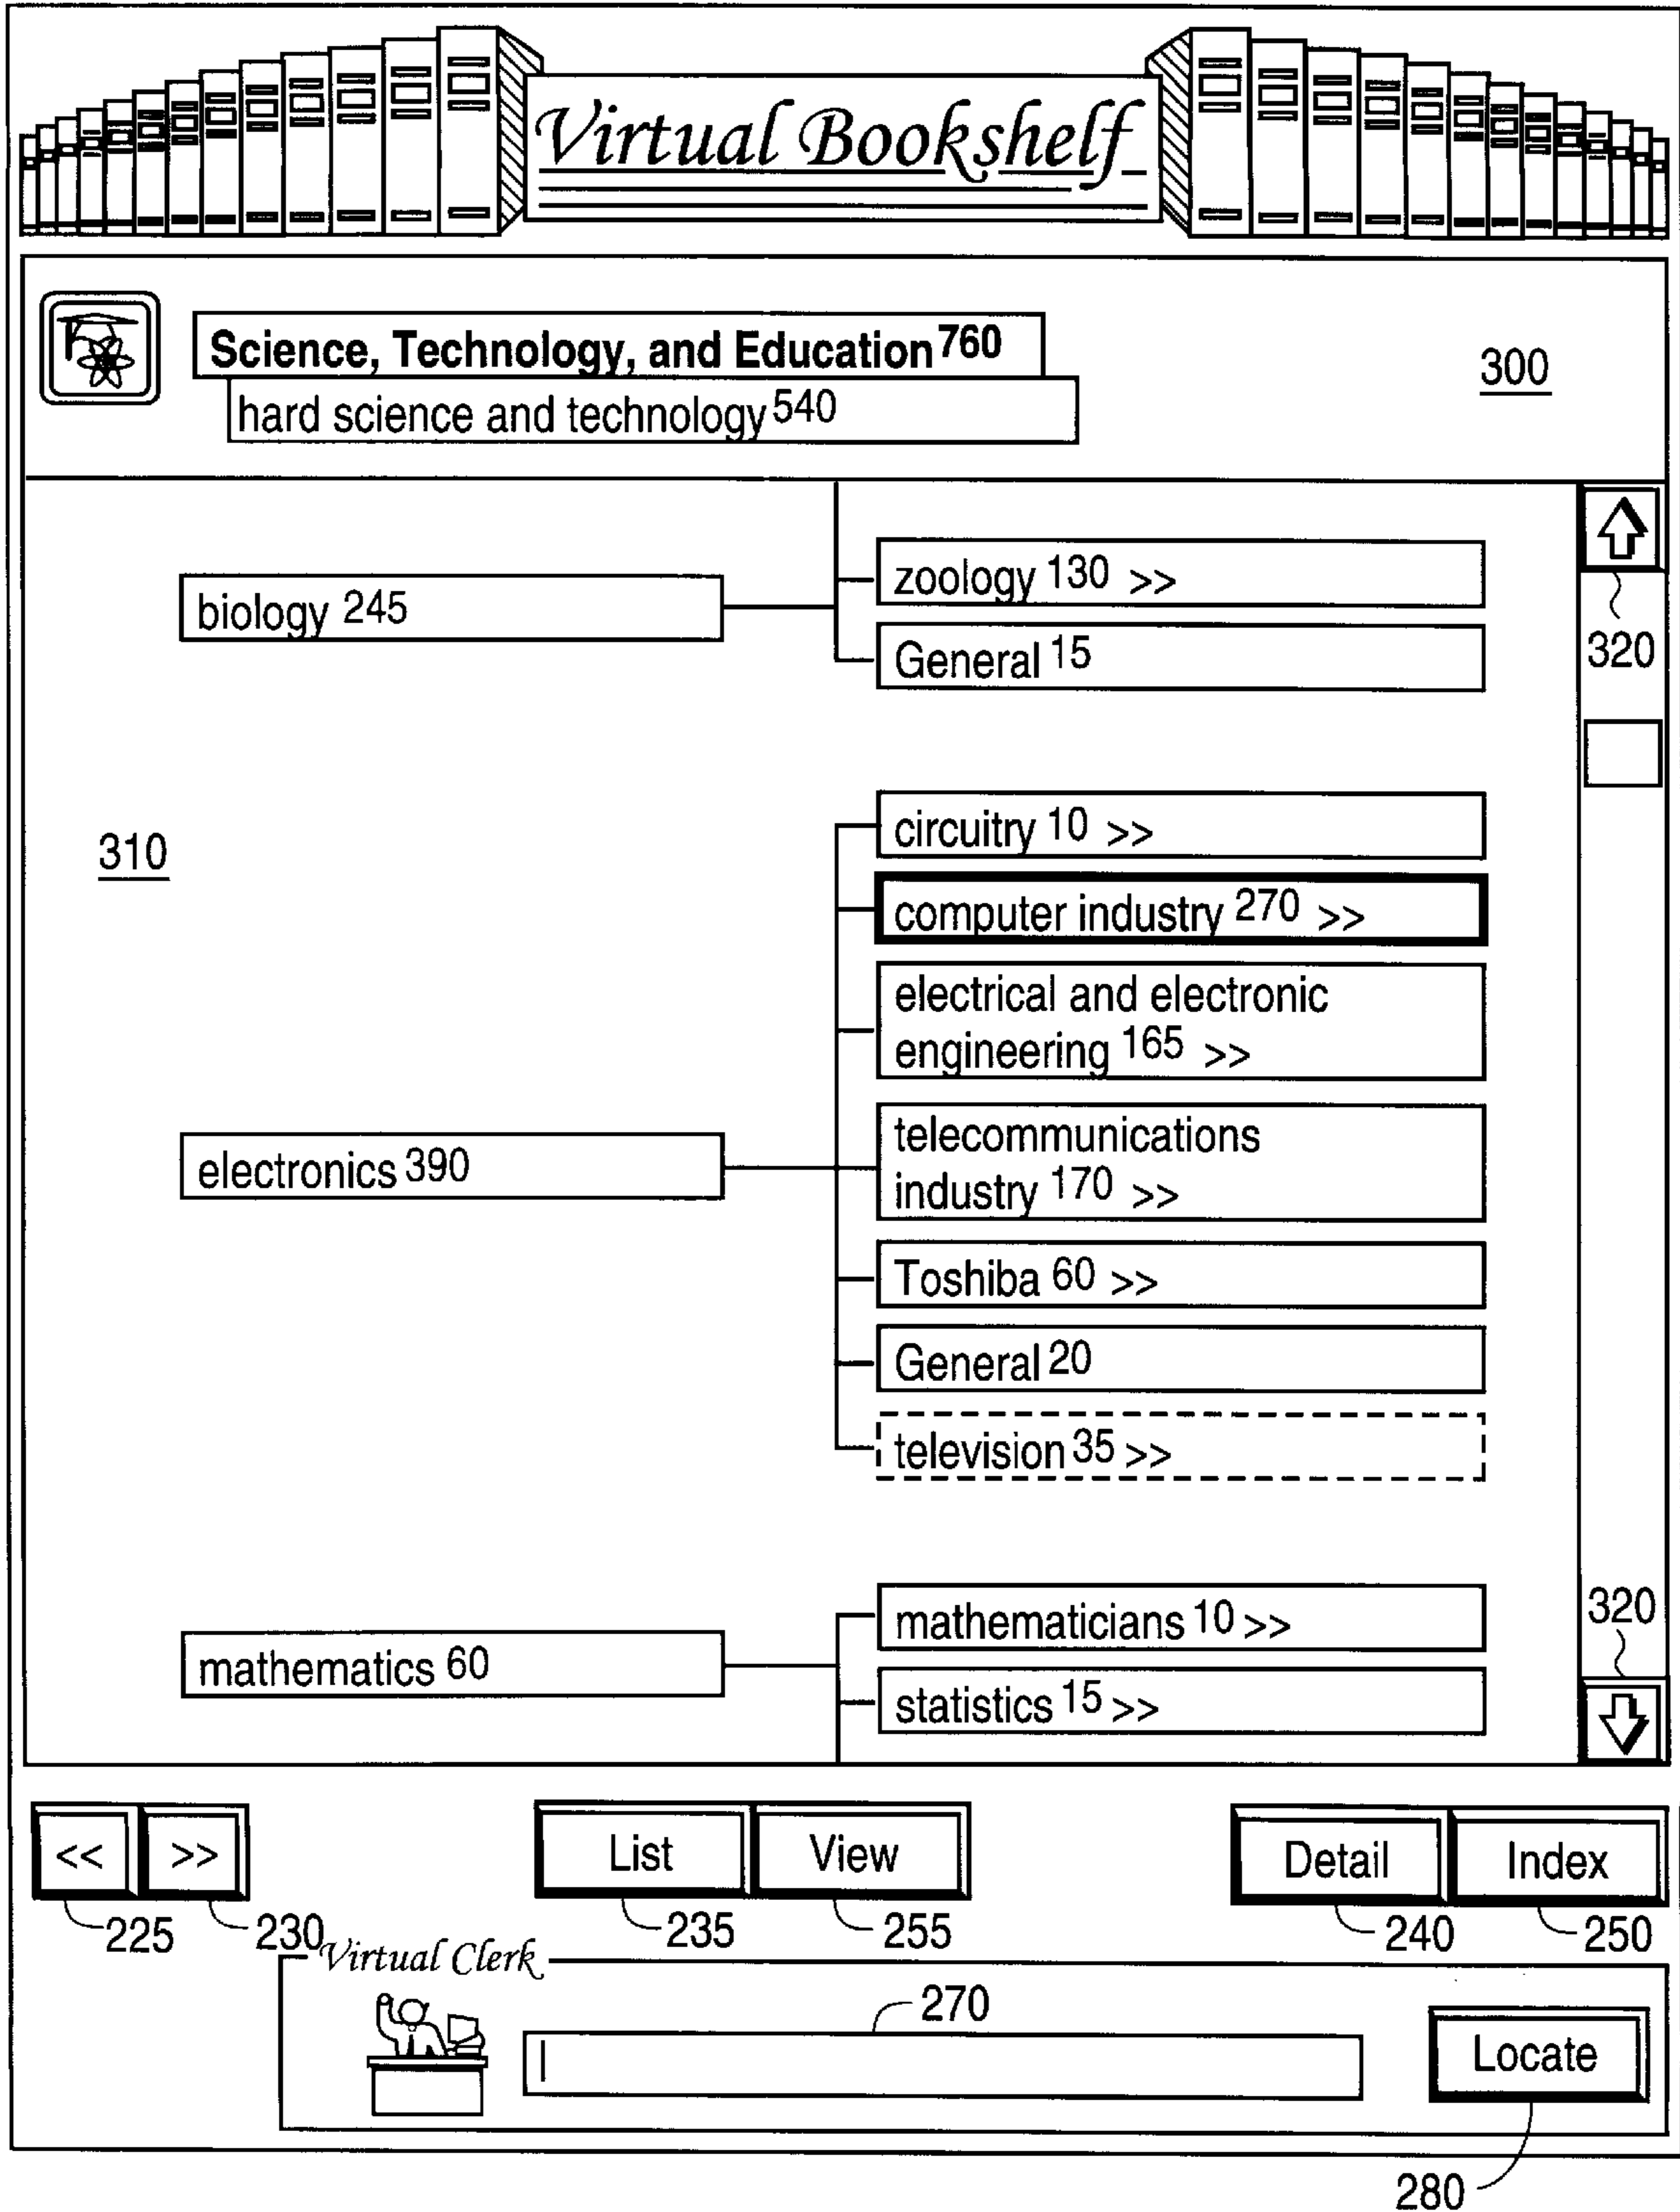 Virtual Bookshelf
Science, Technology, and Education 760
300
hard science and technology 540
zoology 130 >>
biology 245
General 15
320
circuitry 10 >>
310
computer industry 270 >>
electrical and electronic
engineering 165 >>
telecommunications
industry 170 >>
electronics 390
Toshiba 60 >>
General 20
television 35 >>
mathematicians 10 >>
320
mathematics 60
statistics 15 >>
<< >> List View Detail Index
225 230 235 255 240 250
Virtual Clerk
270
Locate
280